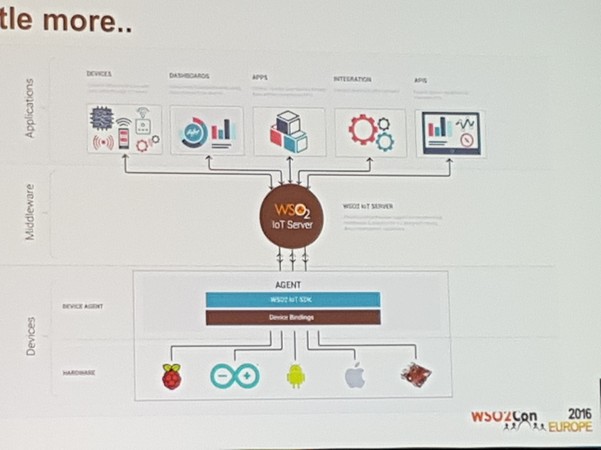 tle more..
Applications
DEVICES
DASHBOARDS
APPS
INTEGRATION
APIS
Middleware
WSO2
IoT Server
WSO2 IoT SERVER
Devices
AGENT
DEVICE AGENT
WSO2 IoT SDK
Device Bindings
HARDWARE
WSO2Con 2016
EUROPE